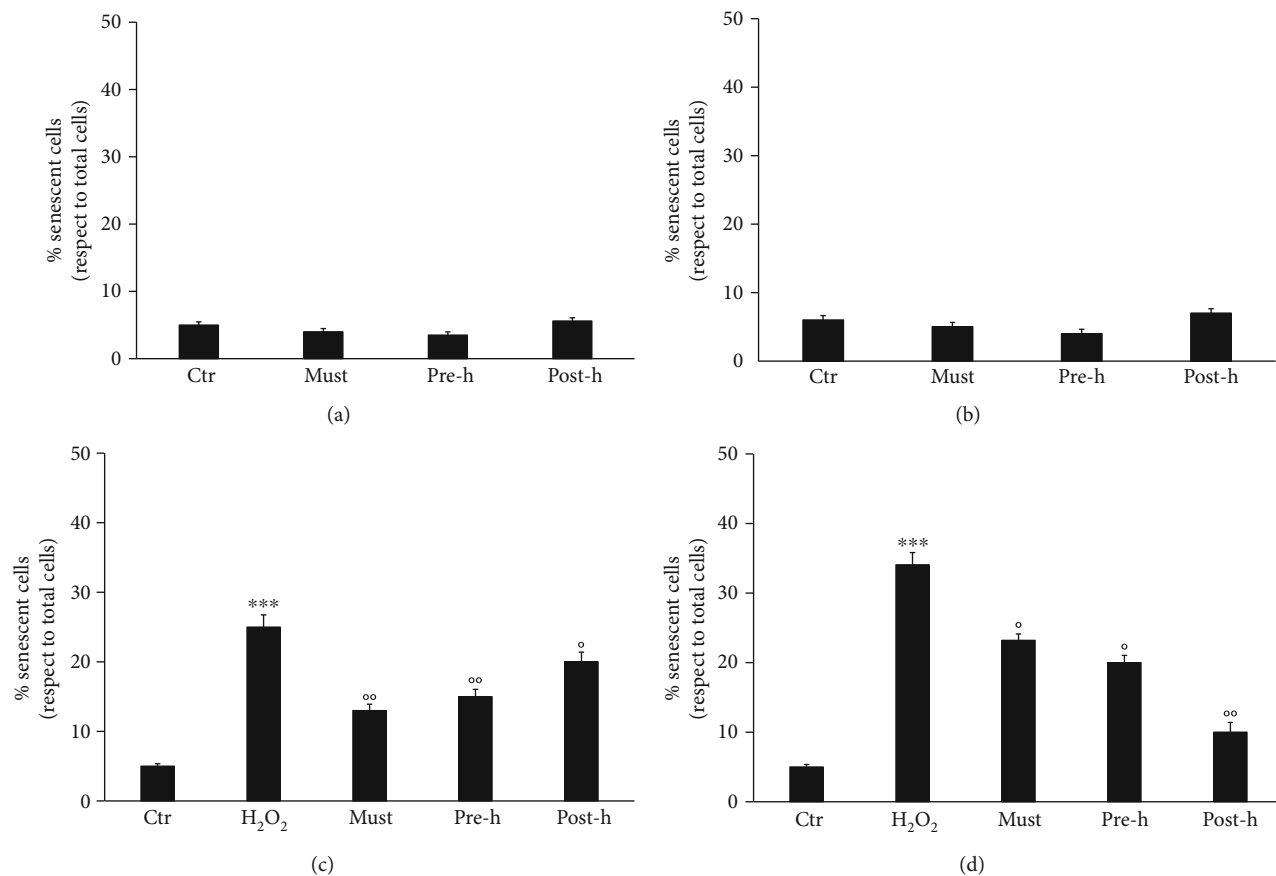 % senescent cells
(respect to total cells)
50
40
30
20
10
0
Ctr Must Pre-h Post-h
(a)
% senescent cells
(respect to total cells)
50
40
30
20
10
0
Ctr Must Pre-h Post-h
(b)
% senescent cells
(respect to total cells)
50
40
30
20
10
0
***
°°
°°
°
Ctr H₂O₂ Must Pre-h Post-h
(c)
% senescent cells
(respect to total cells)
50
40
30
20
10
0
***
°
°
°°
Ctr H₂O₂ Must Pre-h Post-h
(d)